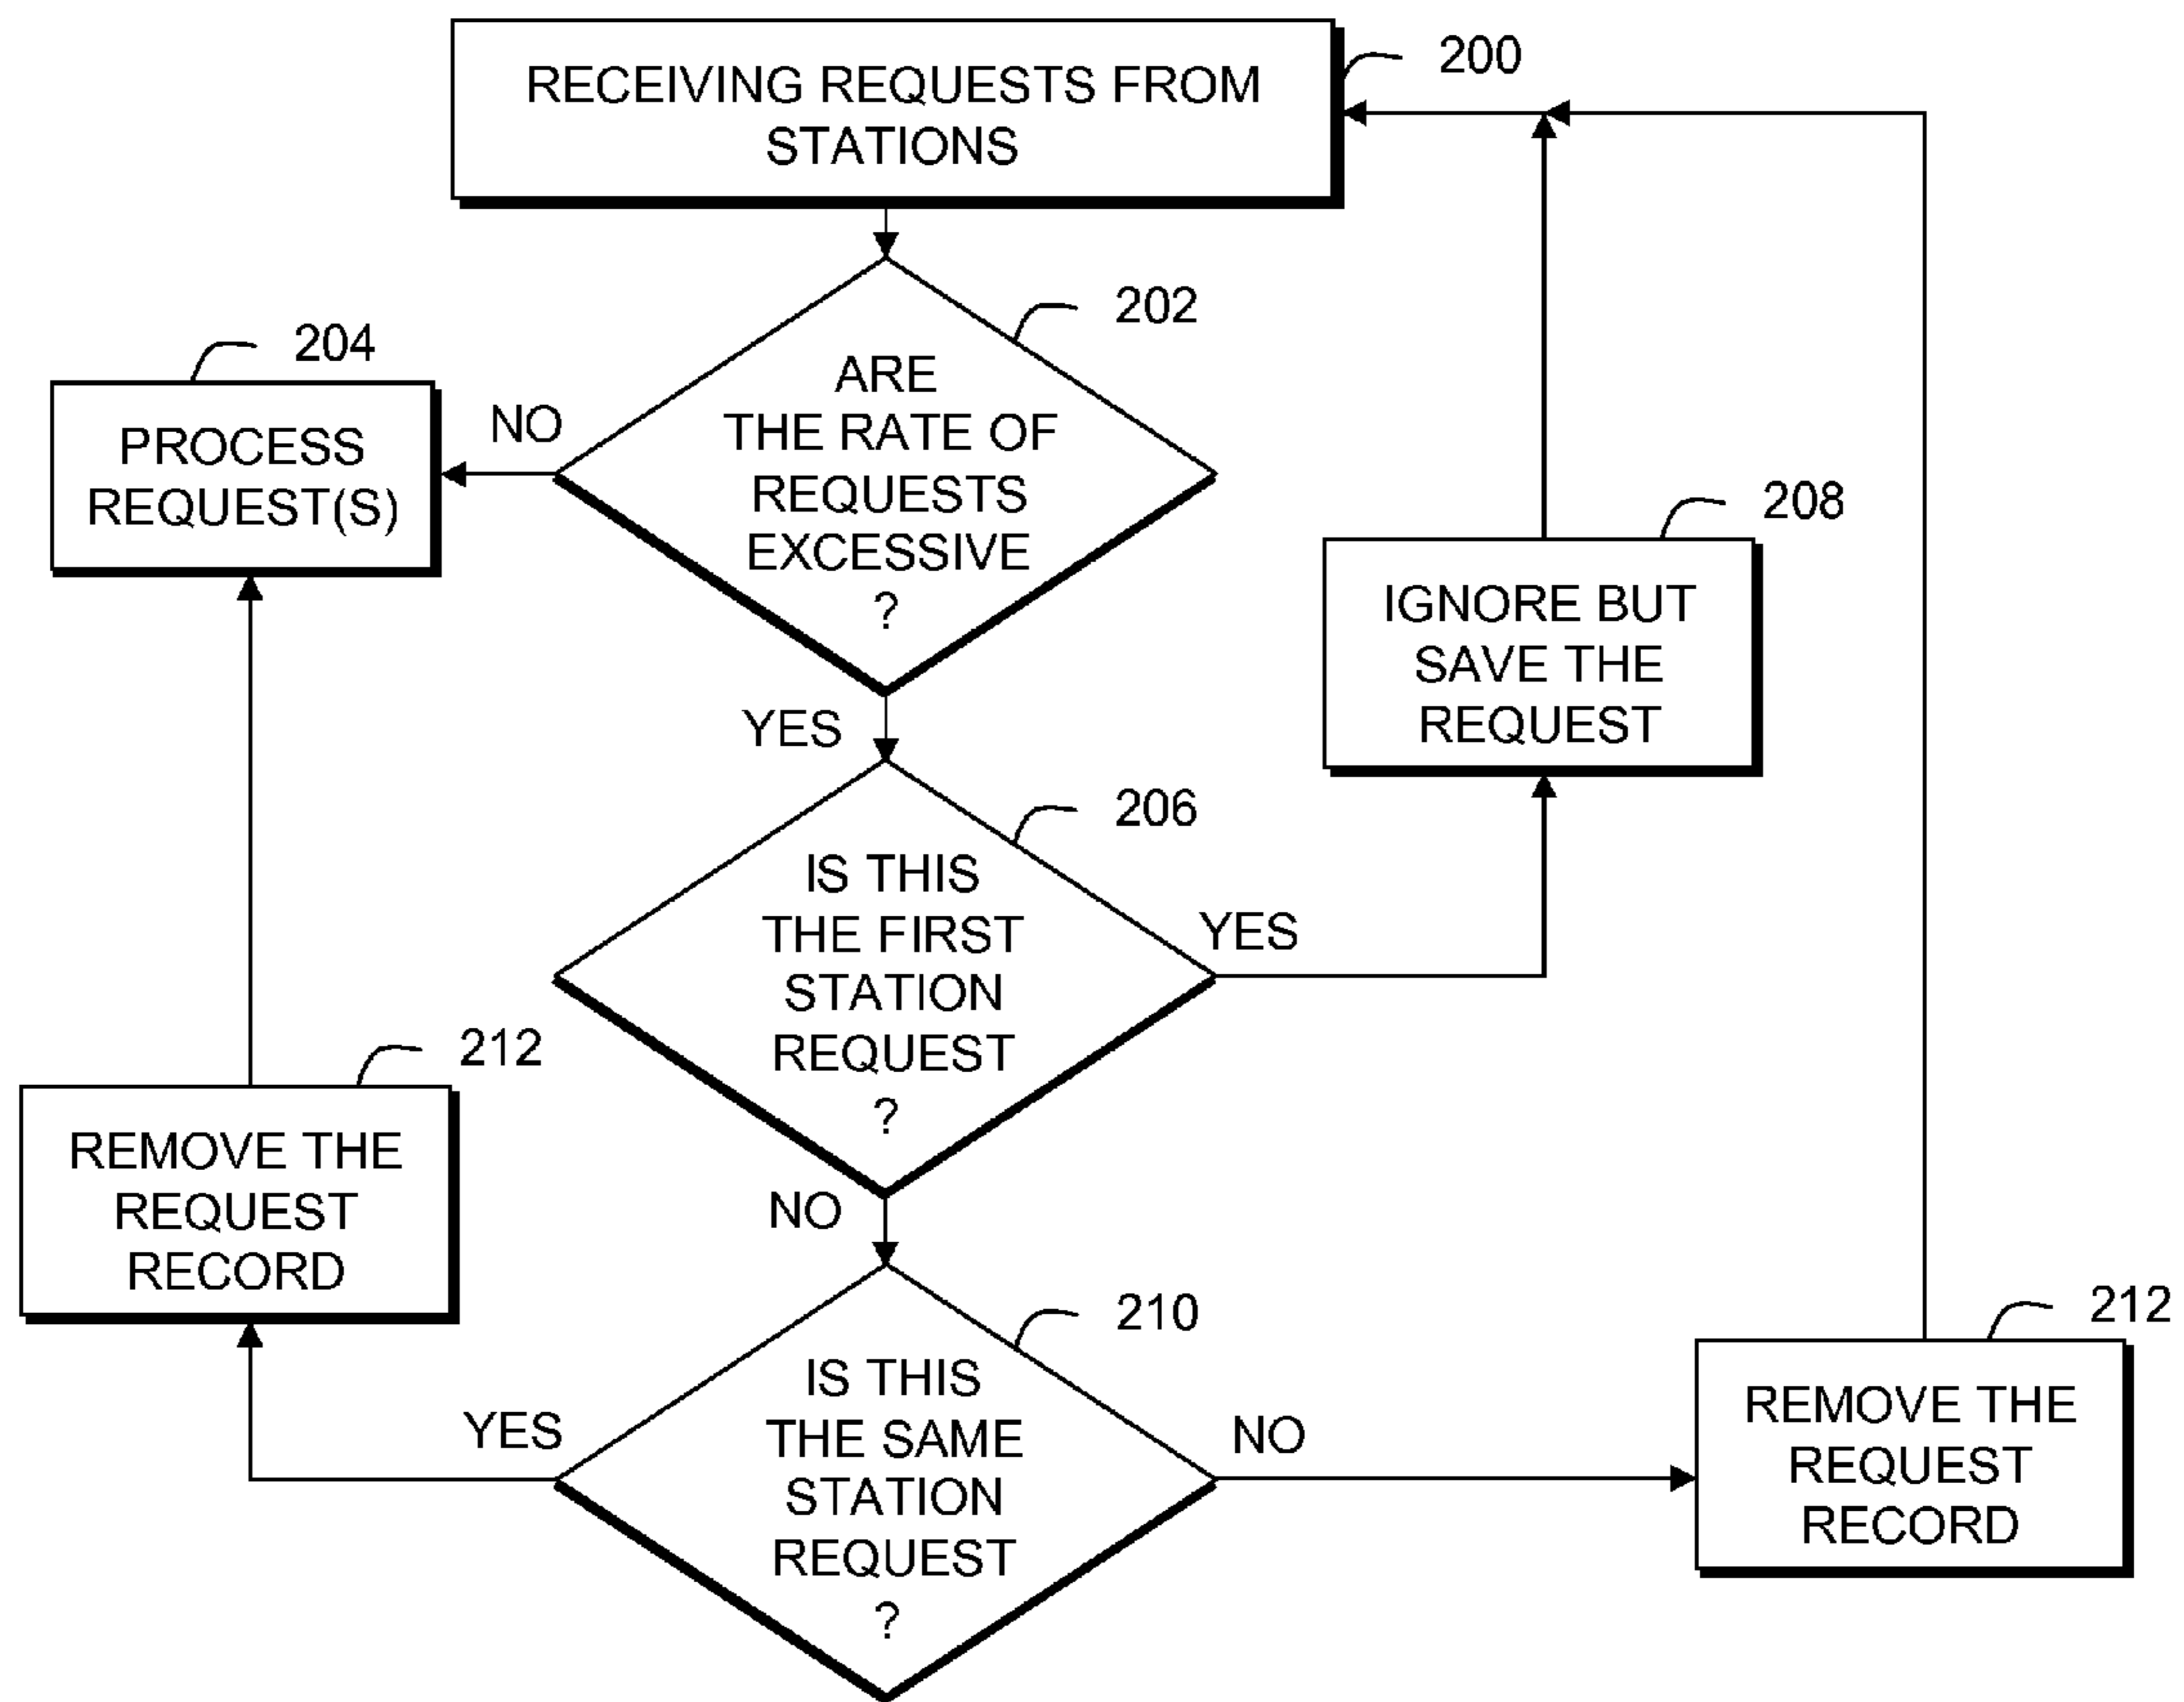 RECEIVING REQUESTS FROM
STATIONS
200
202
ARE
THE RATE OF
REQUESTS
EXCESSIVE
?
NO
204
PROCESS
REQUEST(S)
YES
208
IGNORE BUT
SAVE THE
REQUEST
206
IS THIS
THE FIRST
STATION
REQUEST
?
YES
NO
212
REMOVE THE
REQUEST
RECORD
210
IS THIS
THE SAME
STATION
REQUEST
?
YES
NO
212
REMOVE THE
REQUEST
RECORD